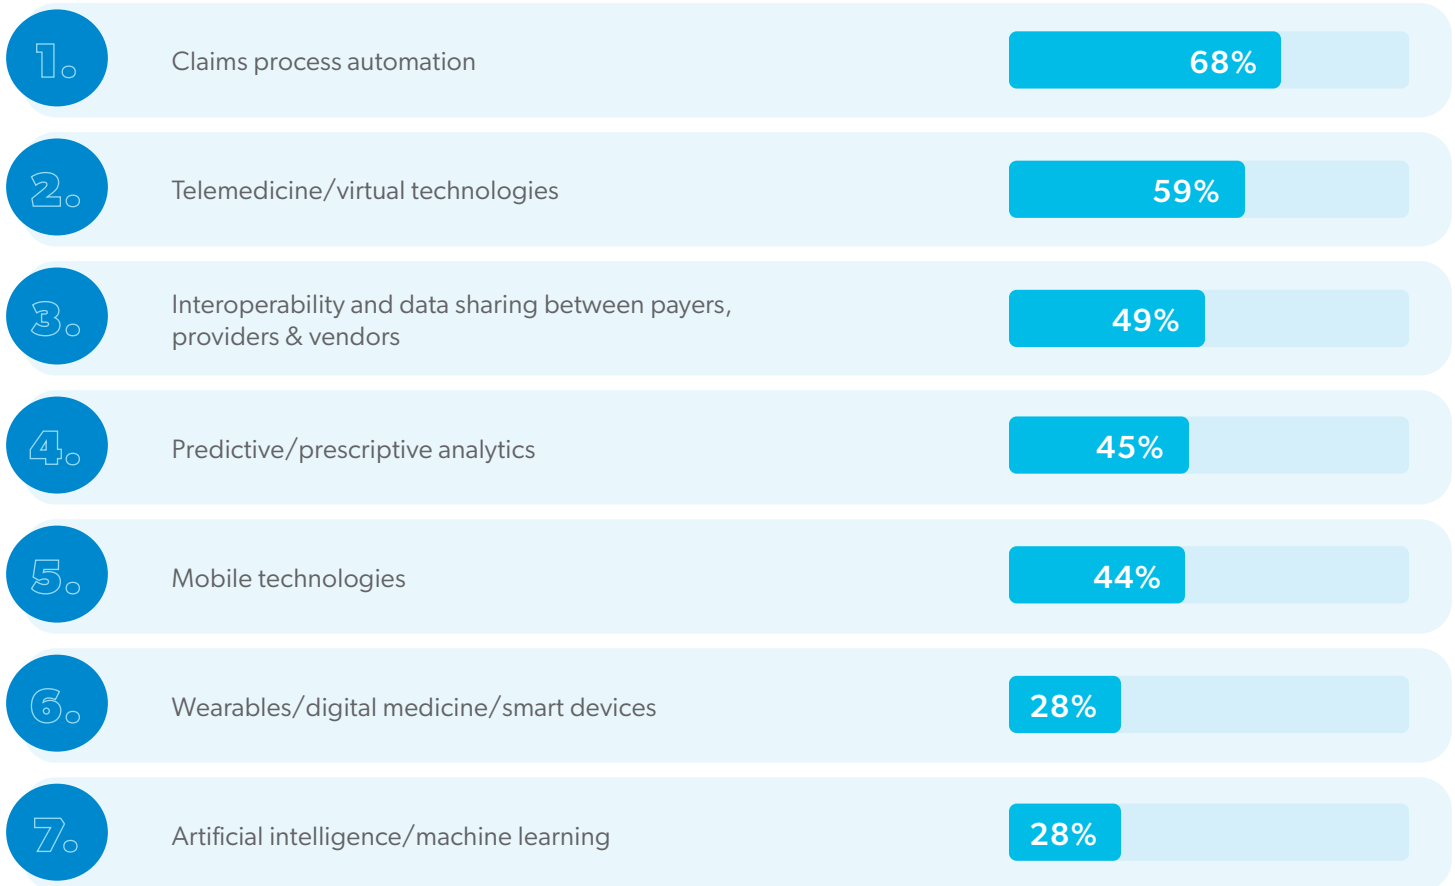 1.
Claims process automation
68%
2.
Telemedicine/virtual technologies
59%
3.
Interoperability and data sharing between payers,
providers & vendors
49%
4.
Predictive/prescriptive analytics
45%
5.
Mobile technologies
44%
6.
Wearables/digital medicine/smart devices
28%
7.
Artificial intelligence/machine learning
28%